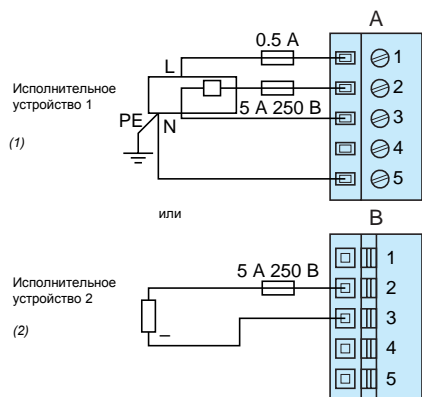 A
0.5 A
L
1
Исполнительное
устройство 1
2
5 A 250 В
PE
N
3
(1)
4
5
или
B
1
Исполнительное
устройство 2
5 A 250 В
2
3
(2)
–
4
5